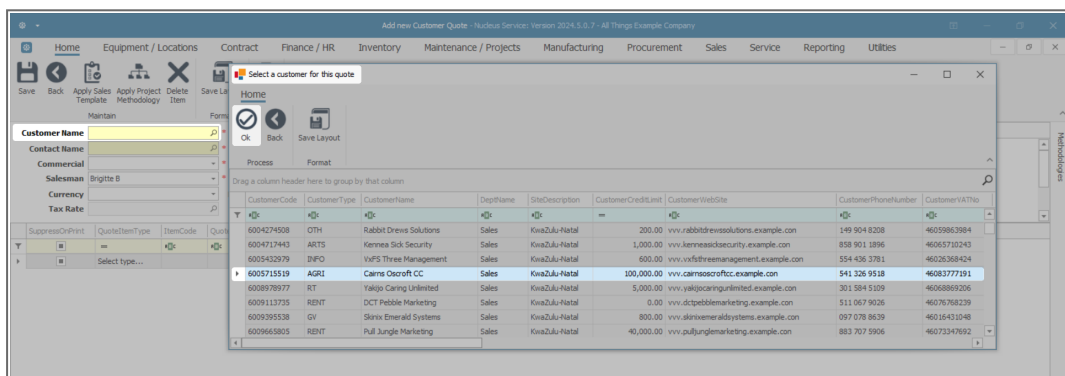 Add new Customer Quote - Nucleus Service: Version 2024.5.0.7 - All Things Example Company
Home Equipment / Locations Contract Finance / HR Inventory Maintenance / Projects Manufacturing Procurement Sales Service Reporting Utilities
Save Back Apply Sales Template Apply Project Methodology Delete Item Save La
Maintain Form
Select a customer for this quote
Home
Ok Back Save Layout
Process Format
Customer Name
Contact Name
Commercial
Salesman Brigitte B
Currency
Tax Rate
Methodologies
SuppressOnPrint QuoteItemType ItemCode Quot
=
Select type...
Drag a column header here to group by that column
CustomerCode CustomerType CustomerName DeptName SiteDescription CustomerCreditLimit CustomerWebSite CustomerPhoneNumber CustomerVATNo
=
6004274508 OTH Rabbit Drews Solutions Sales KwaZulu-Natal 200.00 vvv.rabbitdrewssolutions.example.con 149 904 8208 46059863984
6004717443 ARTS Kennea Sick Security Sales KwaZulu-Natal 1,000.00 vvv.kenneasicksecurity.example.con 858 901 1896 46065710243
6005432979 INFO VxFS Three Management Sales KwaZulu-Natal 600.00 vvv.vxfsthreemanagement.example.con 554 436 3781 46026368424
6005715519 AGRI Cairns Oscroft CC Sales KwaZulu-Natal 100,000.00 vvv.cairnsoscroftcc.example.con 541 326 9518 46083777191
6008978977 RT Yakijo Caring Unlimited Sales KwaZulu-Natal 5,000.00 vvv.yakijocaringunlimited.example.con 301 584 5109 46068869206
6009113735 RENT DCT Pebble Marketing Sales KwaZulu-Natal 0.00 vvv.dctpebblemarketing.example.con 511 067 9026 46076768239
6009395538 GV Skinix Emerald Systems Sales KwaZulu-Natal 800.00 vvv.skinixemeraldsystems.example.con 097 078 8639 46016431048
6009665805 RENT Pull Jungle Marketing Sales KwaZulu-Natal 40,000.00 vvv.pulljunglemarketing.example.con 883 707 5906 46073347692